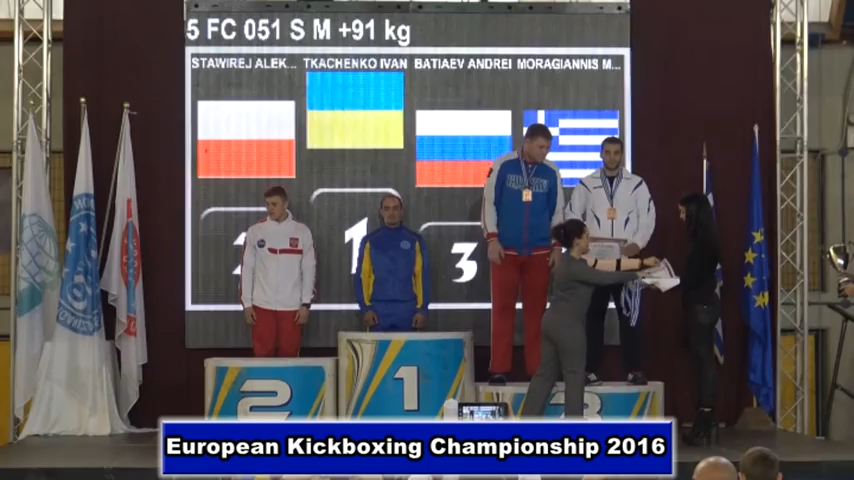 5 FC 051 S M +91 kg
STAWIREJ ALEK... TKACHENKO IVAN BATIAEV ANDREI MORAGIANNIS M...
2 1 3
2 1 3
European Kickboxing Championship 2016